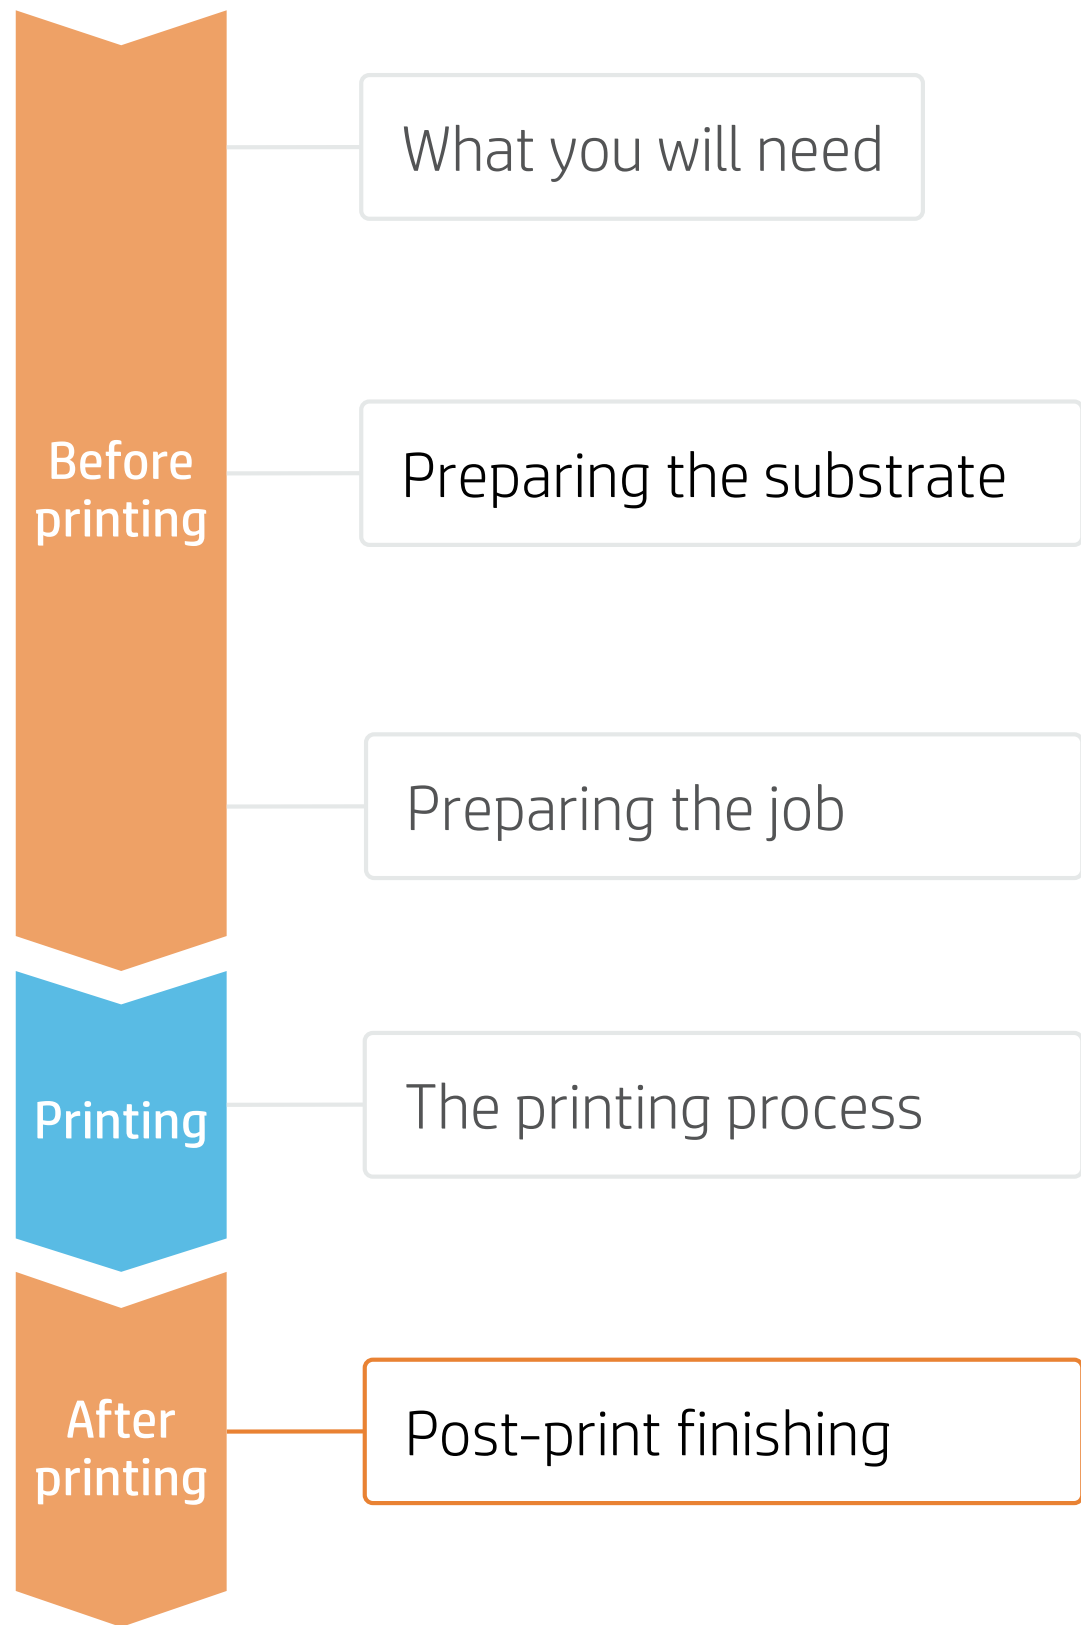 What you will need
Before
printing
Preparing the substrate
Preparing the job
Printing
The printing process
After
printing
Post-print finishing